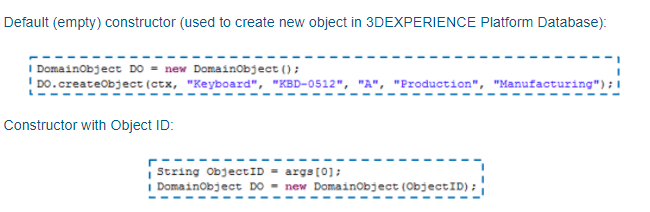 Default (empty) constructor (used to create new object in 3DEXPERIENCE Platform Database):
DomainObject DO = new DomainObject();
DO.createObject(ctx, "Keyboard", "KBD-0512", "A", "Production", "Manufacturing");
Constructor with Object ID:
String ObjectID = args[0];
DomainObject DO = new DomainObject(ObjectID);